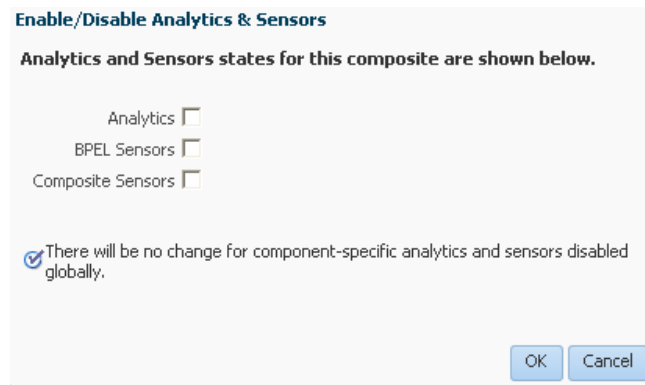 Enable/Disable Analytics & Sensors
Analytics and Sensors states for this composite are shown below.
Analytics
BPEL Sensors
Composite Sensors
There will be no change for component-specific analytics and sensors disabled
globally.
OK Cancel